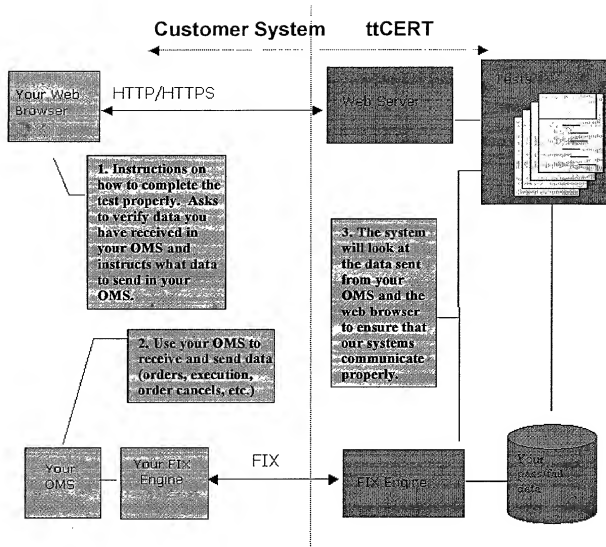 Customer System
ttCERT
Your Web
Browser
HTTP/HTTPS
Web Server
Tests
1. Instructions on
how to complete the
test properly. Asks
to verify data you
have received in
your OMS and
instructs what data
to send in your
OMS.
3. The system
will look at
the data sent
from your
OMS and the
web browser
to ensure that
our systems
communicate
properly.
2. Use your OMS to
receive and send data
(orders, execution,
order cancels, etc.)
Your
OMS
Your FIX
Engine
FIX
FIX Engine
Your
data